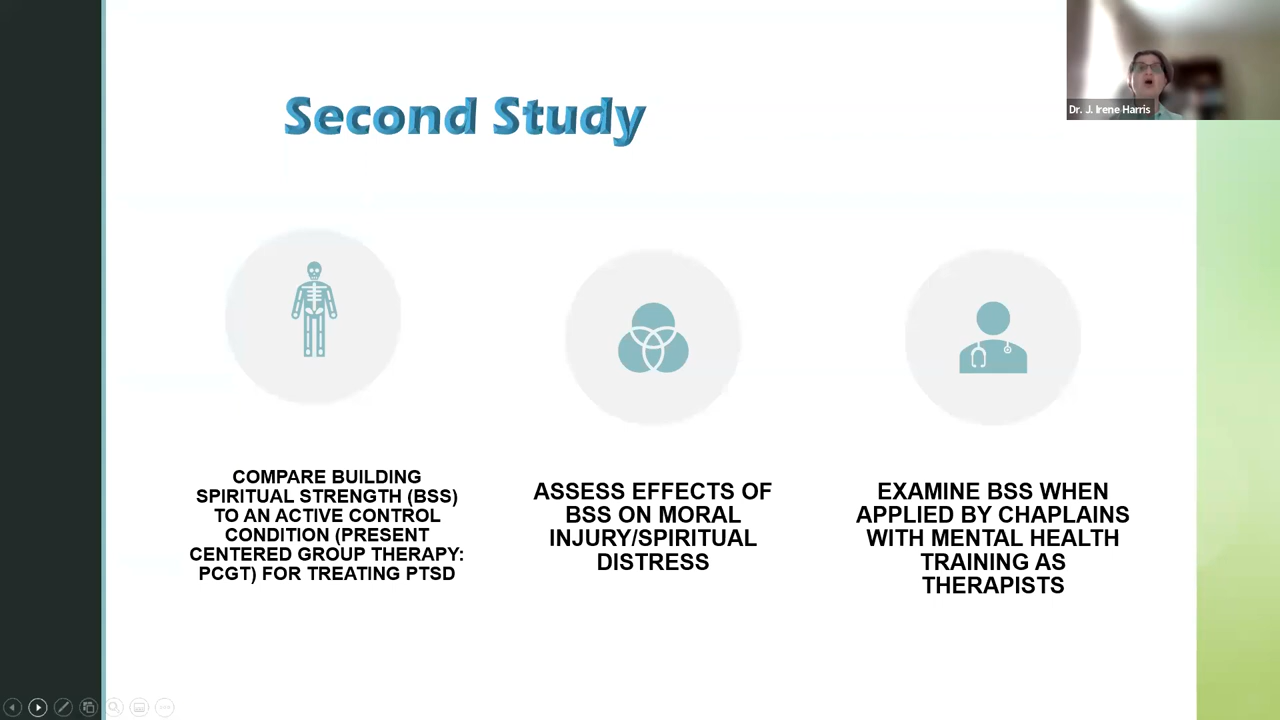 Dr. J. Irene Harris
Second Study
COMPARE BUILDING
SPIRITUAL STRENGTH (BSS)
TO AN ACTIVE CONTROL
CONDITION (PRESENT
CENTERED GROUP THERAPY:
PCGT) FOR TREATING PTSD
ASSESS EFFECTS OF
BSS ON MORAL
INJURY/SPIRITUAL
DISTRESS
EXAMINE BSS WHEN
APPLIED BY CHAPLAINS
WITH MENTAL HEALTH
TRAINING AS
THERAPISTS